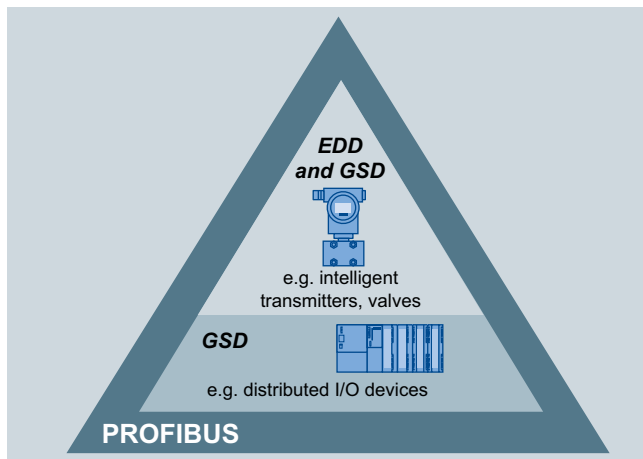 EDD
and GSD
e.g. intelligent
transmitters, valves
GSD
e.g. distributed I/O devices
PROFIBUS